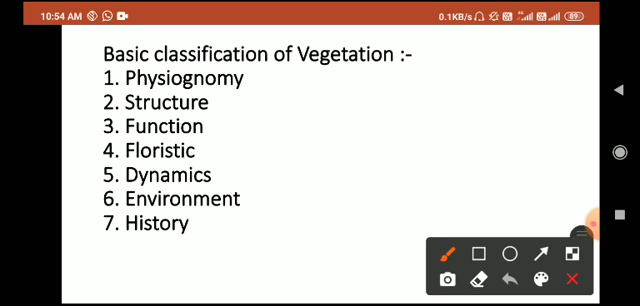 10:54 AM
0.1KB/s 4G 89
Basic classification of Vegetation :-
1. Physiognomy
2. Structure
3. Function
4. Floristic
5. Dynamics
6. Environment
7. History